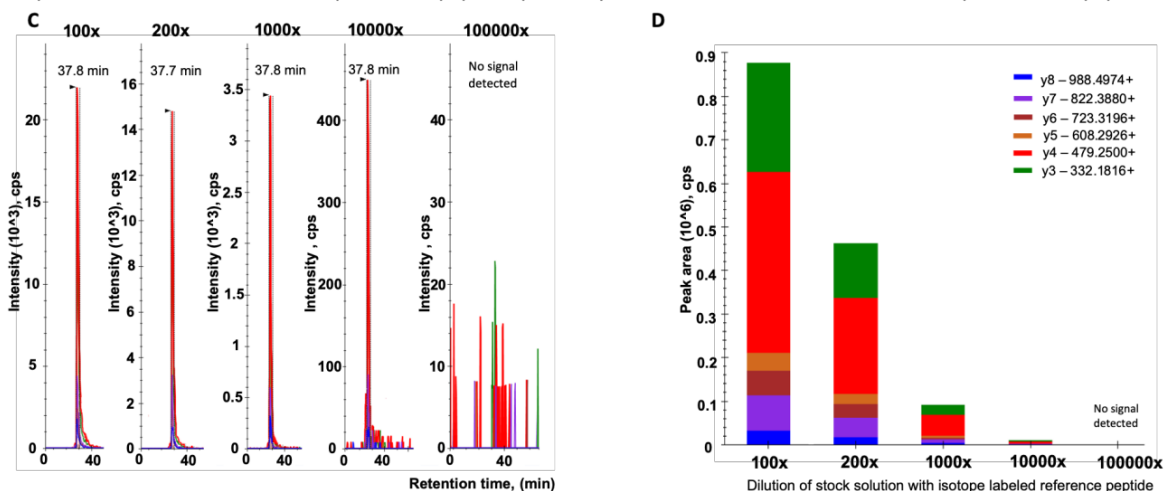 C
100x
200x
1000x
10000x
100000x
37.8 min
37.7 min
37.8 min
37.8 min
No signal
detected
Intensity (10^3), cps
20
15
10
5
0
0
40
Intensity (10^3), cps
16
14
12
10
8
6
4
2
0
0
40
Intensity (10^3), cps
3.5
3
2.5
2
1.5
1
0.5
0
0
40
Intensity , cps
400
300
200
100
0
0
40
Intensity , cps
40
30
20
10
0
0
40
Retention time, (min)
D
Peak area (10^6), cps
0.9
0.8
0.7
0.6
0.5
0.4
0.3
0.2
0.1
0
y8 – 988.4974+
y7 – 822.3880+
y6 – 723.3196+
y5 – 608.2926+
y4 – 479.2500+
y3 – 332.1816+
No signal
detected
100x
200x
1000x
10000x
100000x
Dilution of stock solution with isotope labeled reference peptide